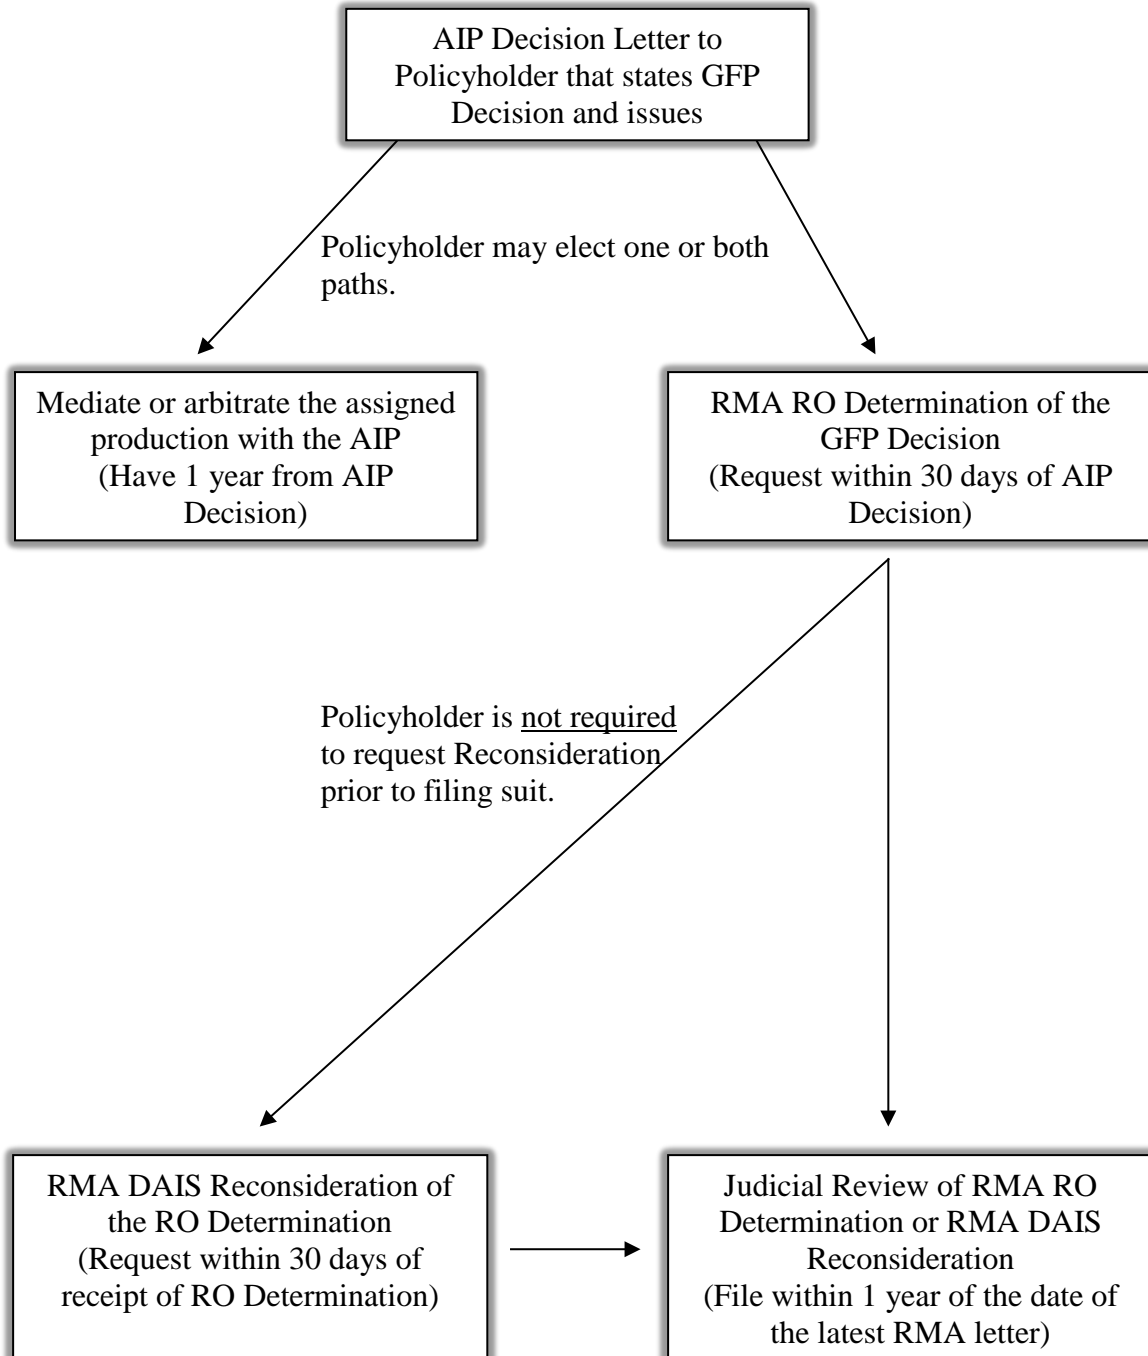 AIP Decision Letter to
Policyholder that states GFP
Decision and issues
Policyholder may elect one or both
paths.
Mediate or arbitrate the assigned
production with the AIP
(Have 1 year from AIP
Decision)
RMA RO Determination of the
GFP Decision
(Request within 30 days of AIP
Decision)
Policyholder is not required
to request Reconsideration
prior to filing suit.
RMA DAIS Reconsideration of
the RO Determination
(Request within 30 days of
receipt of RO Determination)
Judicial Review of RMA RO
Determination or RMA DAIS
Reconsideration
(File within 1 year of the date of
the latest RMA letter)